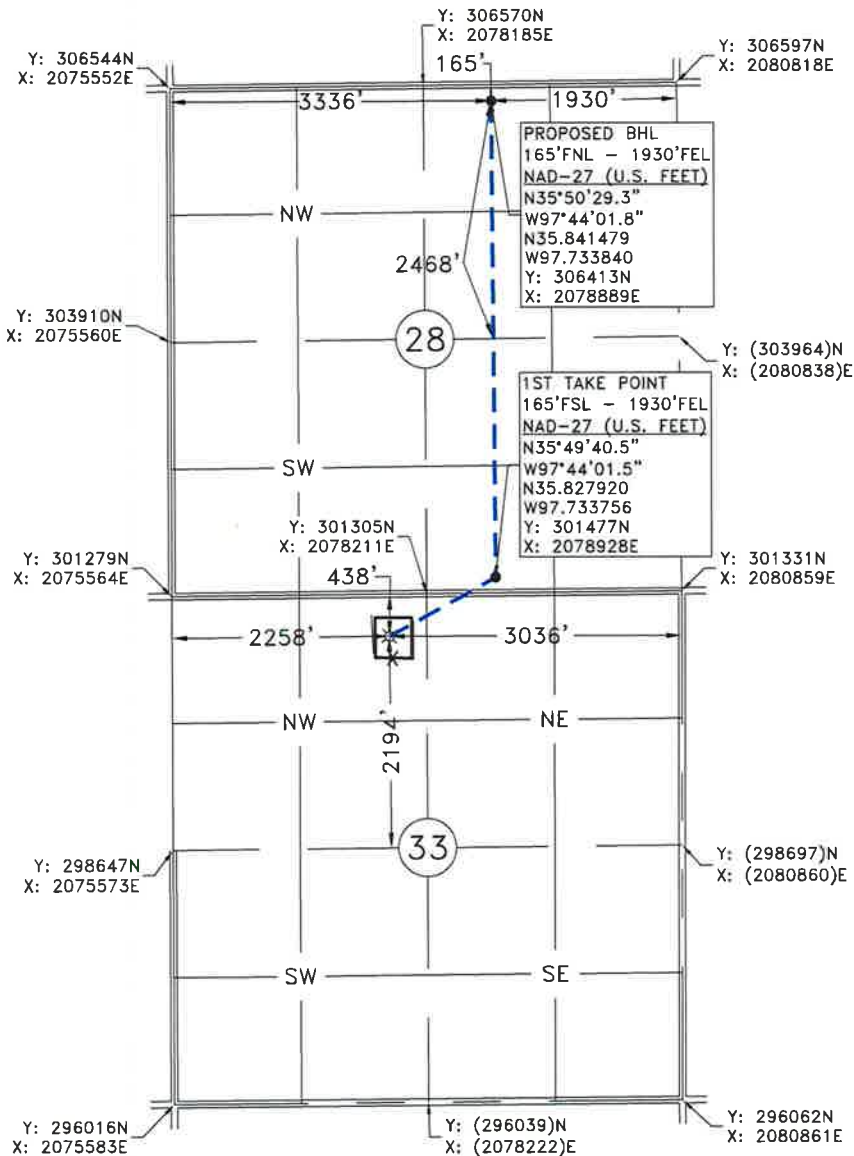 Y: 306570N
X: 2078185E
Y: 306544N
X: 2075552E
Y: 306597N
X: 2080818E
165'
3336'
1930'
PROPOSED BHL
165'FNL - 1930'FEL
NAD-27 (U.S. FEET)
N35°50'29.3"
W97°44'01.8"
N35.841479
W97.733840
Y: 306413N
X: 2078889E
NW
2468'
Y: 303910N
X: 2075560E
28
Y: (303964)N
X: (2080838)E
1ST TAKE POINT
165'FSL - 1930'FEL
NAD-27 (U.S. FEET)
N35°49'40.5"
W97°44'01.5"
N35.827920
W97.733756
Y: 301477N
X: 2078928E
SW
Y: 301305N
X: 2078211E
Y: 301279N
X: 2075564E
438'
Y: 301331N
X: 2080859E
2258'
3036'
X
NW
NE
2194'
Y: 298647N
X: 2075573E
33
Y: (298697)N
X: (2080860)E
SW
SE
Y: 296016N
X: 2075583E
Y: (296039)N
X: (2078222)E
Y: 296062N
X: 2080861E